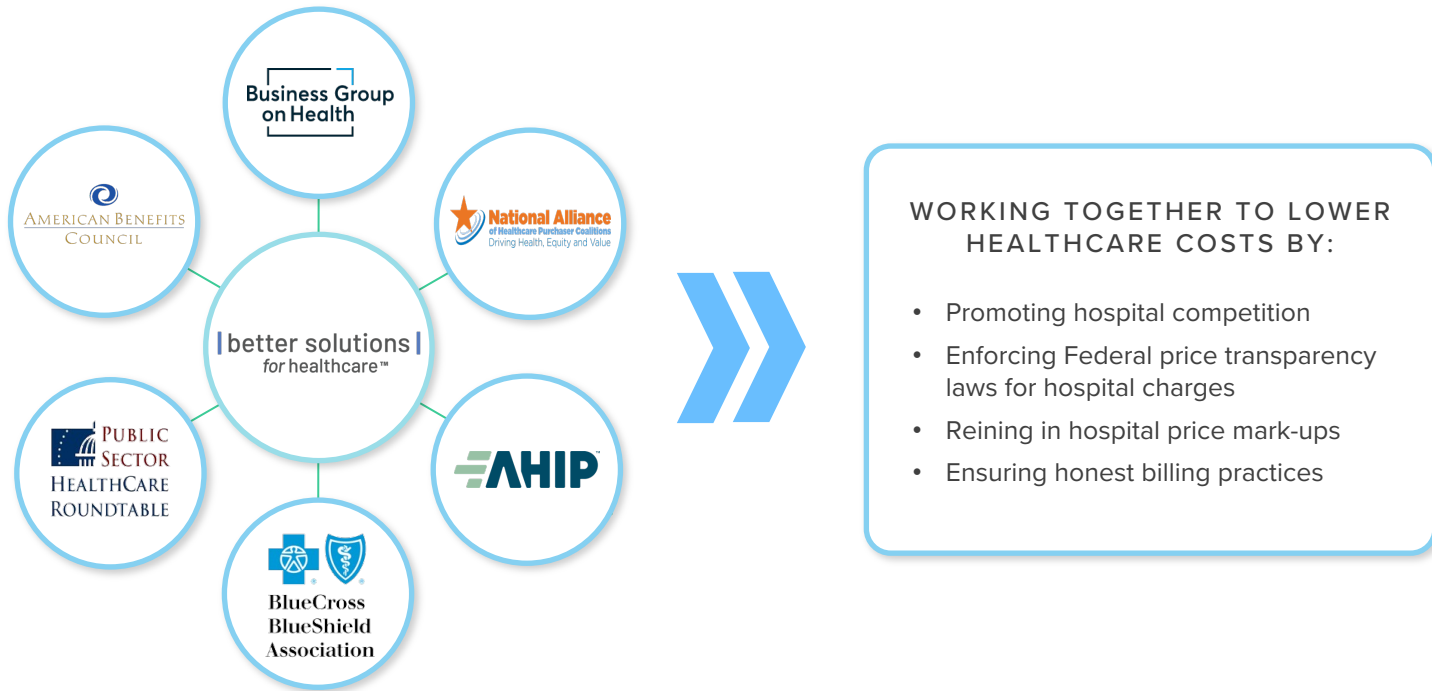 Business Group
on Health
AMERICAN BENEFITS
COUNCIL
National Alliance
of Healthcare Purchaser Coalitions
Driving Health, Equity and Value
better solutions
for healthcare™
PUBLIC
SECTOR
HEALTHCARE
ROUNDTABLE
AHIP™
BlueCross
BlueShield
Association
WORKING TOGETHER TO LOWER
HEALTHCARE COSTS BY:
• Promoting hospital competition
• Enforcing Federal price transparency
laws for hospital charges
• Reining in hospital price mark-ups
• Ensuring honest billing practices